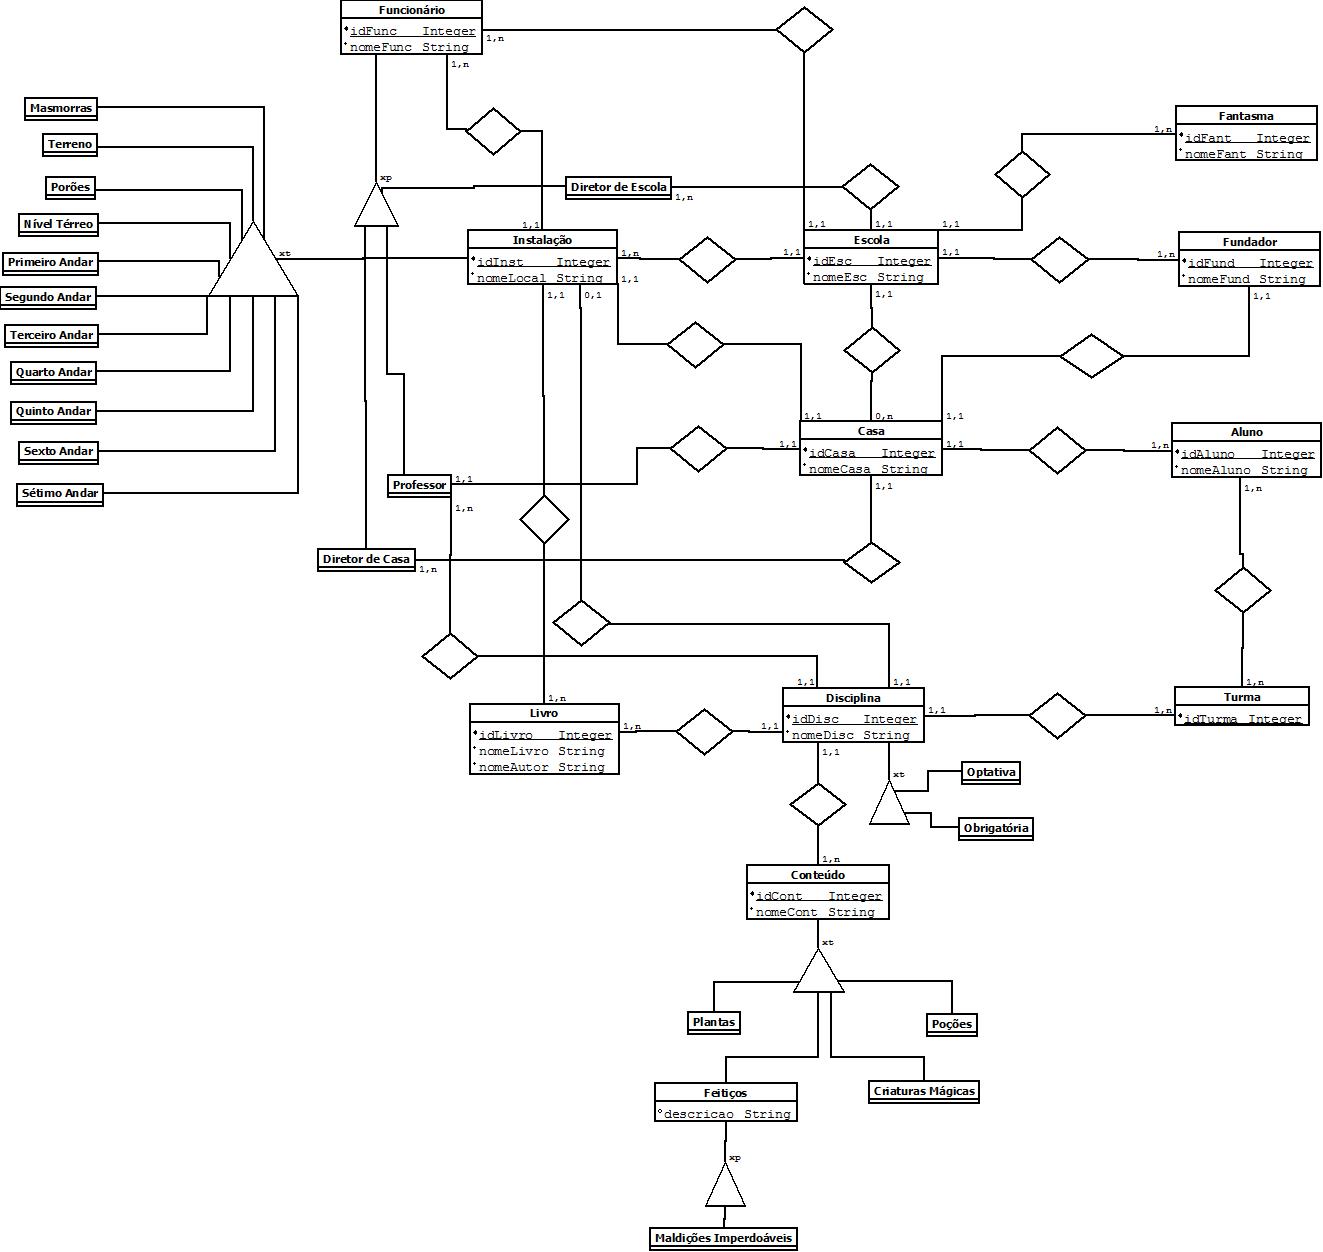 Funcionário
idFunc Integer
nomeFunc String
1,n
1,n
Masmorras
Terreno
Porões
Nível Térreo
Primeiro Andar
Segundo Andar
Terceiro Andar
Quarto Andar
Quinto Andar
Sexto Andar
Sétimo Andar
xt
xp
Diretor de Escola
1,n
Fantasma
idFant Integer
nomeFant String
1,n
1,1
Instalação
idInst Integer
nomeLocal String
1,n
1,1
1,1
0,1
1,1
1,1
1,1
1,1
Escola
idEsc Integer
nomeEsc String
1,1
1,1
Fundador
idFund Integer
nomeFund String
1,n
1,1
1,1
0,n
1,1
Casa
idCasa Integer
nomeCasa String
1,1
1,1
1,1
Aluno
idAluno Integer
nomeAluno String
1,n
1,n
Professor
1,1
1,n
Diretor de Casa
1,n
1,n
Livro
idLivro Integer
nomeLivro String
nomeAutor String
1,n
1,1
1,1
1,1
Disciplina
idDisc Integer
nomeDisc String
1,1
1,1
1,n
1,n
Turma
idTurma Integer
xt
Optativa
Obrigatória
1,n
Conteúdo
idCont Integer
nomeCont String
xt
Plantas
Poções
Feitiços
descricao String
Criaturas Mágicas
xp
Maldições Imperdoáveis